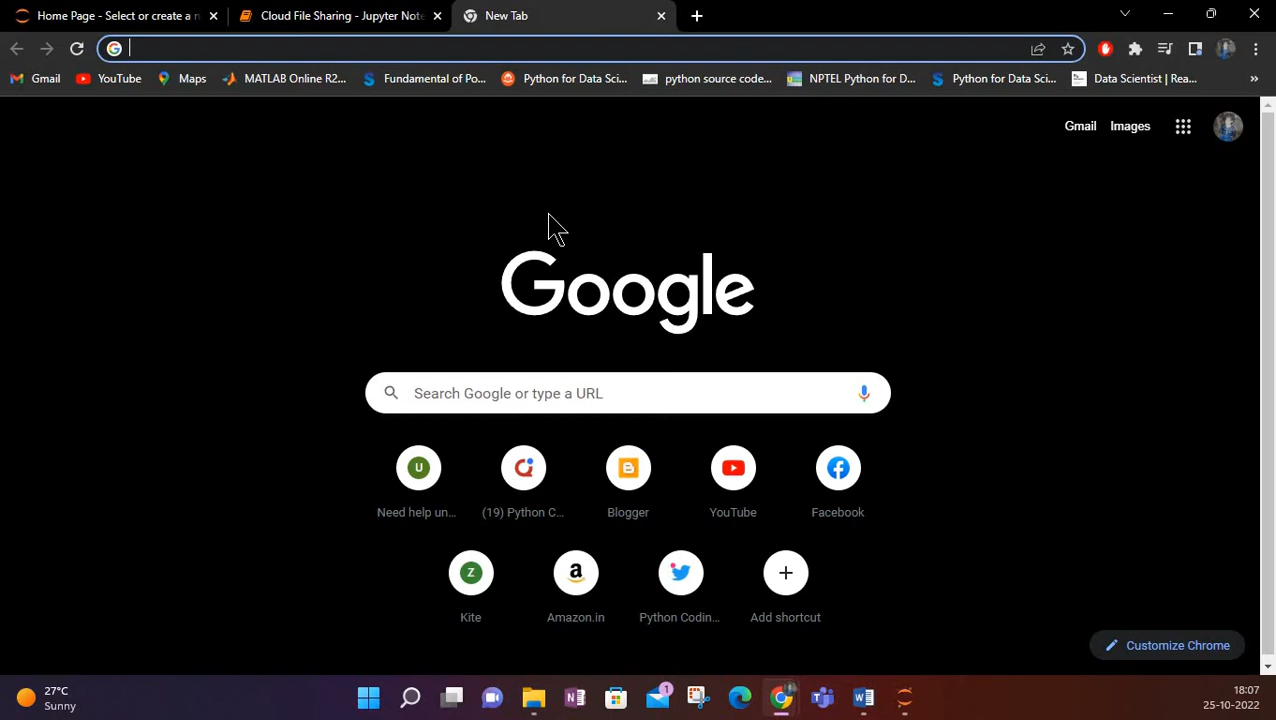 Home Page - Select or create a n
Cloud File Sharing - Jupyter Note
New Tab
Gmail
YouTube
Maps
MATLAB Online R2...
Fundamental of Po...
Python for Data Sci...
python source code...
NPTEL Python for D...
Python for Data Sci...
Data Scientist | Rea...
Gmail
Images
Google
Search Google or type a URL
U
Need help un...
(19) Python C...
Blogger
YouTube
Facebook
Z
Kite
Amazon.in
Python Codin...
Add shortcut
Customize Chrome
27°C
Sunny
1
18:07
25-10-2022